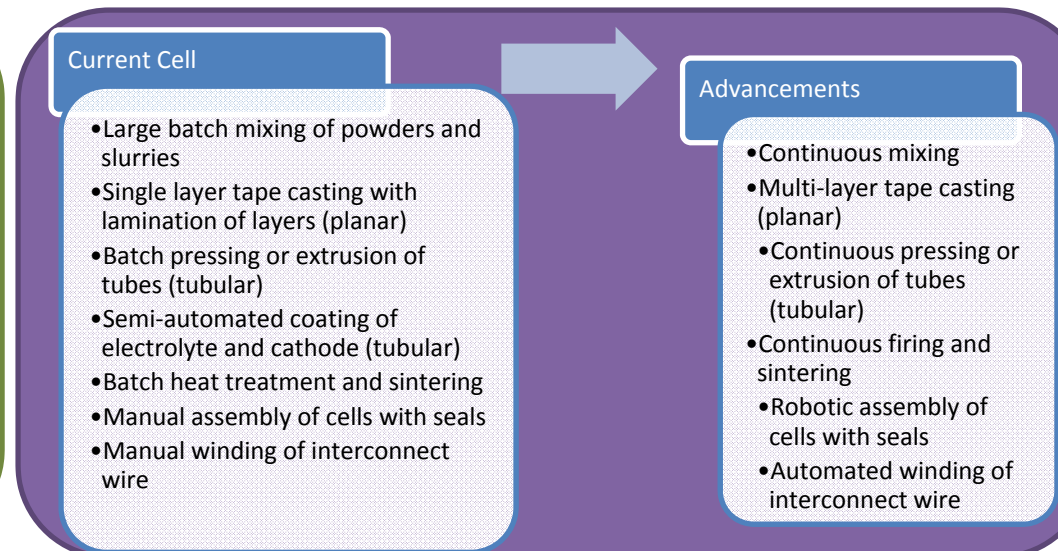 Current Cell
•Large batch mixing of powders and
slurries
•Single layer tape casting with
lamination of layers (planar)
•Batch pressing or extrusion of
tubes (tubular)
•Semi-automated coating of
electrolyte and cathode (tubular)
•Batch heat treatment and sintering
•Manual assembly of cells with seals
•Manual winding of interconnect
wire
Advancements
•Continuous mixing
•Multi-layer tape casting
(planar)
•Continuous pressing or
extrusion of tubes
(tubular)
•Continuous firing and
sintering
•Robotic assembly of
cells with seals
•Automated winding of
interconnect wire